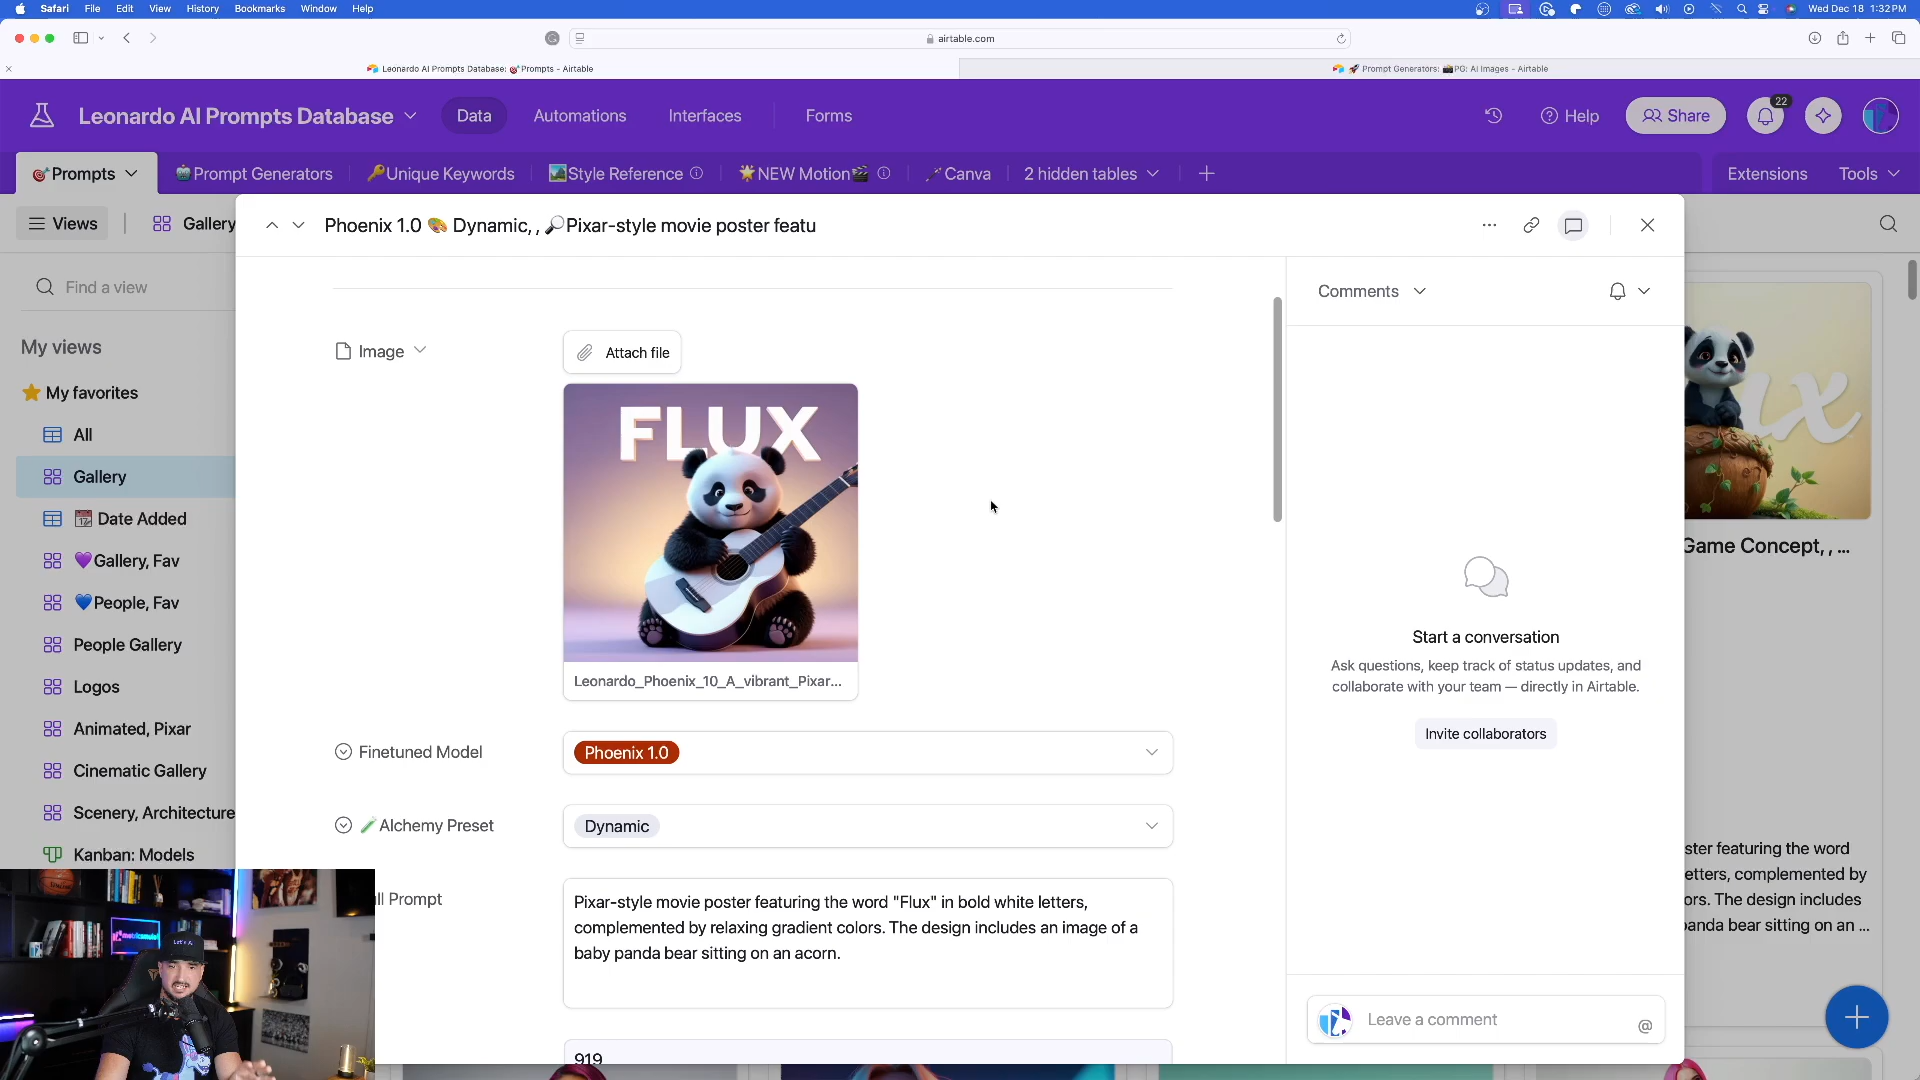 Safari File Edit View History Bookmarks Window Help
Wed Dec 18 1:32 PM
airtable.com
Leonardo AI Prompts Database: 🎯Prompts - Airtable
🚀 Prompt Generators: 📸PG: Ai Images - Airtable
Leonardo AI Prompts Database
Data
Automations
Interfaces
Forms
Help
Share
22
🎯Prompts
🤖Prompt Generators
🔑Unique Keywords
🏞️Style Reference
🌟NEW Motion🎬
🪄Canva
2 hidden tables
Extensions
Tools
Views
Gallery
Phoenix 1.0 🎨 Dynamic, , 🔎Pixar-style movie poster featu
Find a view
My views
⭐ My favorites
All
Gallery
📆 Date Added
💜Gallery, Fav
💙People, Fav
People Gallery
Logos
Animated, Pixar
Cinematic Gallery
Scenery, Architecture
Kanban: Models
Image
Attach file
FLUX
Leonardo_Phoenix_10_A_vibrant_Pixar...
Finetuned Model
Phoenix 1.0
🧪Alchemy Preset
Dynamic
ll Prompt
Pixar-style movie poster featuring the word "Flux" in bold white letters,
complemented by relaxing gradient colors. The design includes an image of a
baby panda bear sitting on an acorn.
919
Comments
Start a conversation
Ask questions, keep track of status updates, and
collaborate with your team — directly in Airtable.
Invite collaborators
Leave a comment
@
ux
Game Concept, , ...
ster featuring the word
etters, complemented by
ors. The design includes
panda bear sitting on an ...
Let's Ai